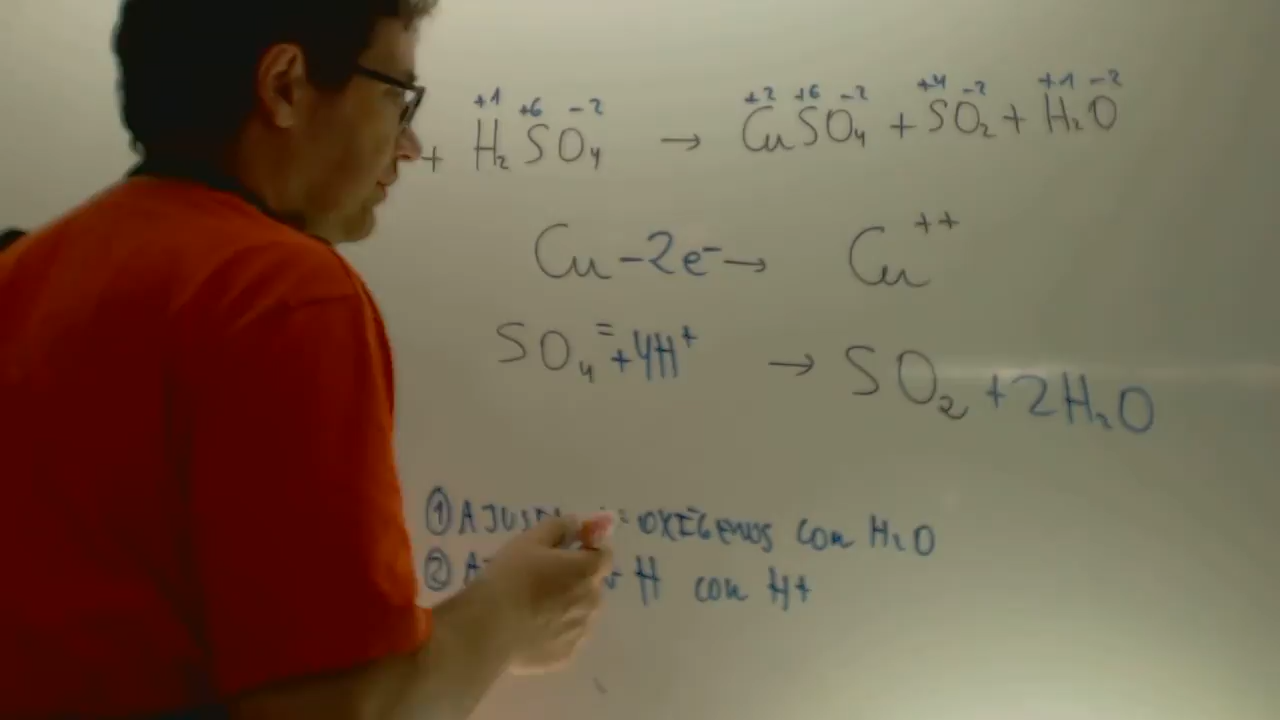 +1 +6 -2 +2 +6 -2 +4 -2 +1 -2
+ H₂SO₄ → CuSO₄ + SO₂ + H₂O
Cu -2e⁻ → Cu⁺⁺
SO₄⁼ +4H⁺ → SO₂ +2H₂O
① OXÍGENOS CON H₂O
② H CON H+